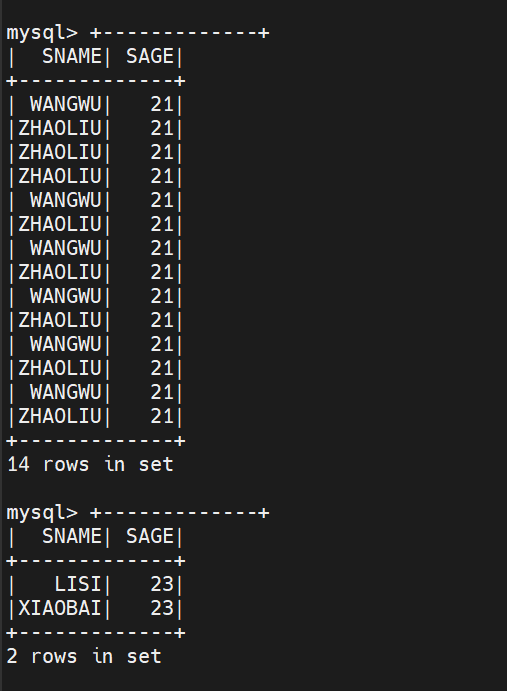 mysql> +-------------+
|  SNAME| SAGE|
+-------------+
| WANGWU|   21|
|ZHAOLIU|   21|
|ZHAOLIU|   21|
|ZHAOLIU|   21|
| WANGWU|   21|
|ZHAOLIU|   21|
| WANGWU|   21|
|ZHAOLIU|   21|
| WANGWU|   21|
|ZHAOLIU|   21|
| WANGWU|   21|
|ZHAOLIU|   21|
| WANGWU|   21|
|ZHAOLIU|   21|
+-------------+
14 rows in set

mysql> +-------------+
|  SNAME| SAGE|
+-------------+
|   LISI|   23|
|XIAOBAI|   23|
+-------------+
2 rows in set